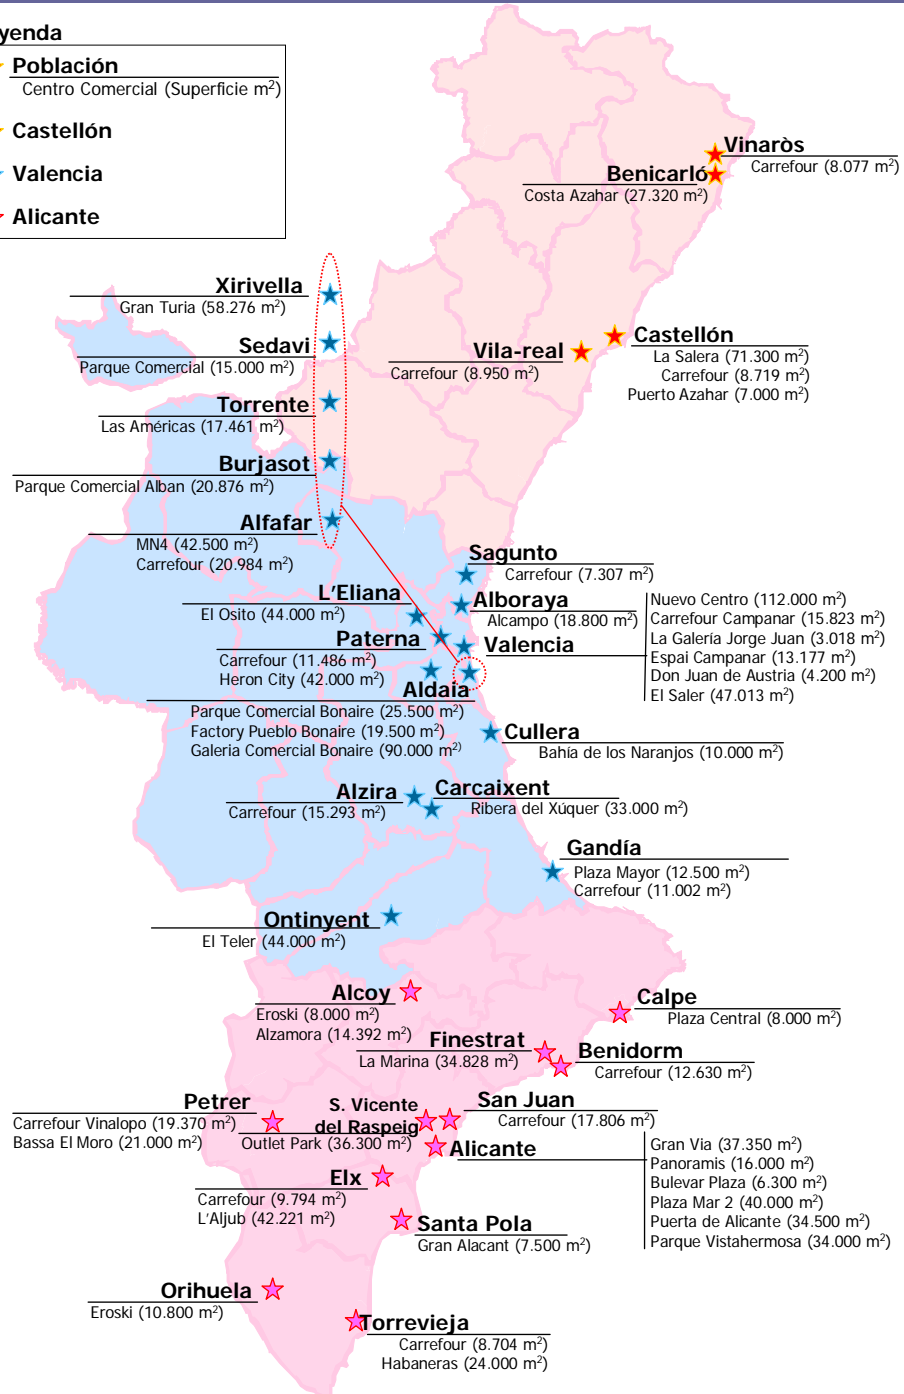 yenda
Población
Centro Comercial (Superficie m²)
Castellón
Valencia
Alicante
Vinaròs
Carrefour (8.077 m²)
Benicarló
Costa Azahar (27.320 m²)
Xirivella
Gran Turia (58.276 m²)
Sedavi
Parque Comercial (15.000 m²)
Castellón
La Salera (71.300 m²)
Carrefour (8.719 m²)
Puerto Azahar (7.000 m²)
Vila-real
Carrefour (8.950 m²)
Torrente
Las Américas (17.461 m²)
Burjasot
Parque Comercial Alban (20.876 m²)
Alfafar
MN4 (42.500 m²)
Carrefour (20.984 m²)
Sagunto
Carrefour (7.307 m²)
L'Eliana
El Osito (44.000 m²)
Alboraya
Alcampo (18.800 m²)
Paterna
Carrefour (11.486 m²)
Heron City (42.000 m²)
Valencia
Nuevo Centro (112.000 m²)
Carrefour Campanar (15.823 m²)
La Galería Jorge Juan (3.018 m²)
Espai Campanar (13.177 m²)
Don Juan de Austria (4.200 m²)
El Saler (47.013 m²)
Aldaia
Parque Comercial Bonaire (25.500 m²)
Factory Pueblo Bonaire (19.500 m²)
Galeria Comercial Bonaire (90.000 m²)
Cullera
Bahía de los Naranjos (10.000 m²)
Alzira
Carrefour (15.293 m²)
Carcaixent
Ribera del Xúquer (33.000 m²)
Gandía
Plaza Mayor (12.500 m²)
Carrefour (11.002 m²)
Ontinyent
El Teler (44.000 m²)
Alcoy
Eroski (8.000 m²)
Alzamora (14.392 m²)
Calpe
Plaza Central (8.000 m²)
Finestrat
La Marina (34.828 m²)
Benidorm
Carrefour (12.630 m²)
Petrer
Carrefour Vinalopo (19.370 m²)
Bassa El Moro (21.000 m²)
S. Vicente
del Raspeig
Outlet Park (36.300 m²)
San Juan
Carrefour (17.806 m²)
Alicante
Gran Via (37.350 m²)
Panoramis (16.000 m²)
Bulevar Plaza (6.300 m²)
Plaza Mar 2 (40.000 m²)
Puerta de Alicante (34.500 m²)
Parque Vistahermosa (34.000 m²)
Elx
Carrefour (9.794 m²)
L'Aljub (42.221 m²)
Santa Pola
Gran Alacant (7.500 m²)
Orihuela
Eroski (10.800 m²)
Torrevieja
Carrefour (8.704 m²)
Habaneras (24.000 m²)